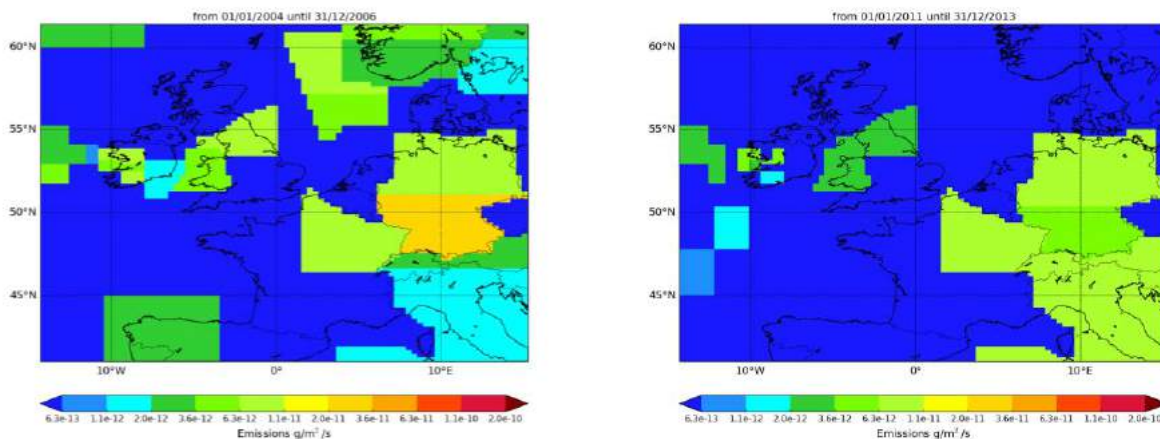 from 01/01/2004 until 31/12/2006
60°N
55°N
50°N
45°N
10°W 0° 10°E
6.3e-13 1.1e-12 2.0e-12 3.6e-12 6.3e-12 1.1e-11 2.0e-11 3.6e-11 6.3e-11 1.1e-10 2.0e-10
Emissions g/m²/s
from 01/01/2011 until 31/12/2013
60°N
55°N
50°N
45°N
10°W 0° 10°E
6.3e-13 1.1e-12 2.0e-12 3.6e-12 6.3e-12 1.1e-11 2.0e-11 3.6e-11 6.3e-11 1.1e-10 2.0e-10
Emissions g/m²/s